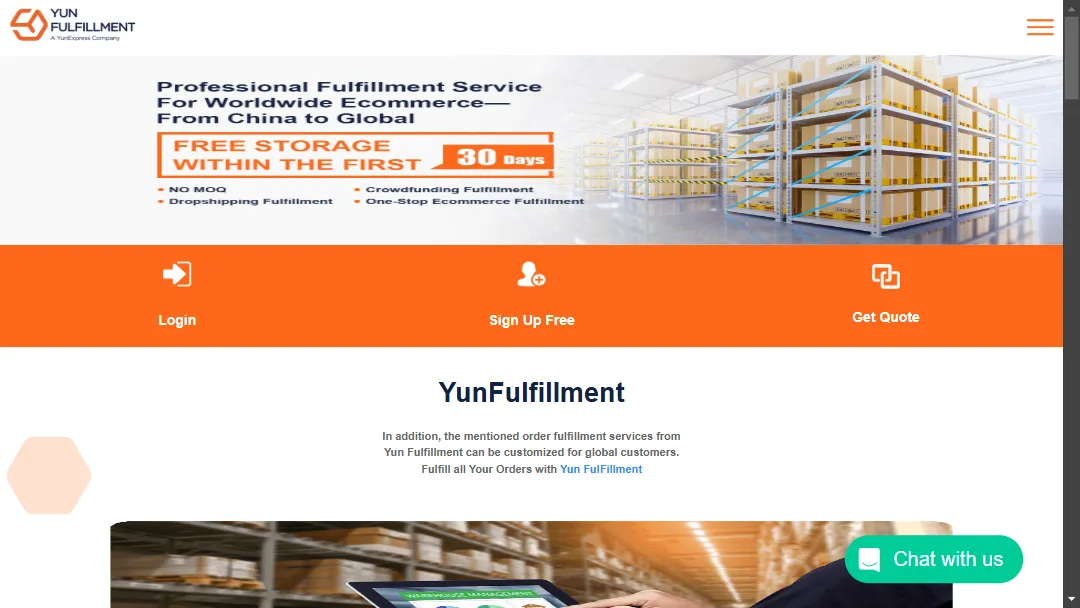 YUN
FULFILLMENT
A YunExpress Company
Professional Fulfillment Service
For Worldwide Ecommerce—
From China to Global
FREE STORAGE
WITHIN THE FIRST 30 Days
• NO MOQ • Crowdfunding Fulfillment
• Dropshipping Fulfillment • One-Stop Ecommerce Fulfillment
Login Sign Up Free Get Quote
YunFulfillment
In addition, the mentioned order fulfillment services from
Yun Fulfillment can be customized for global customers.
Fulfill all Your Orders with Yun FulFillment
WAREHOUSE MANAGEMENT
Chat with us